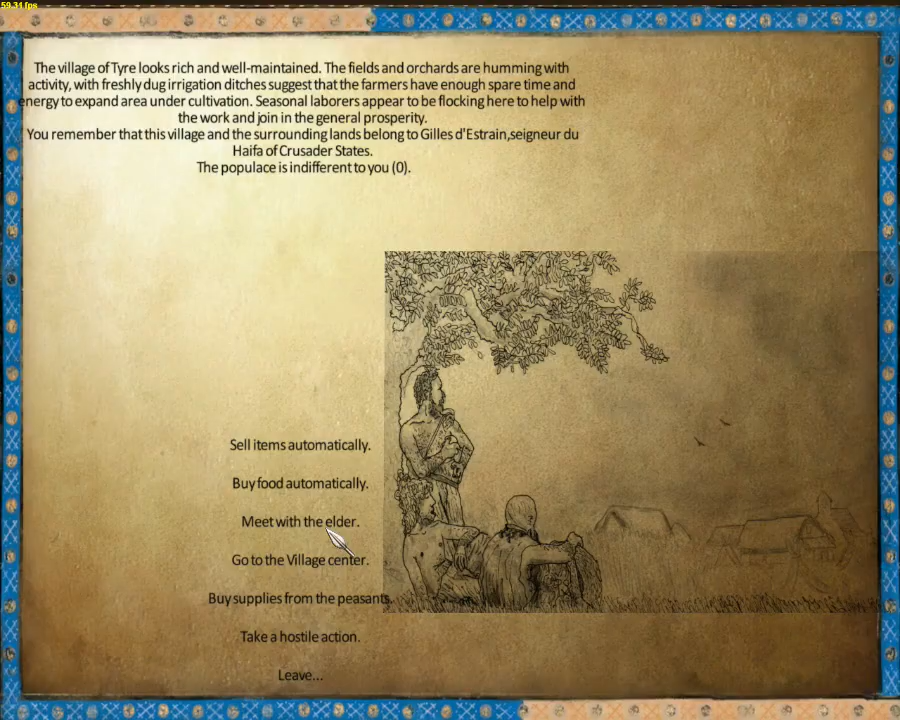 59.34 fps
The village of Tyre looks rich and well-maintained. The fields and orchards are humming with
activity, with freshly dug irrigation ditches suggest that the farmers have enough spare time and
energy to expand area under cultivation. Seasonal laborers appear to be flocking here to help with
the work and join in the general prosperity.
You remember that this village and the surrounding lands belong to Gilles d'Estrain,seigneur du
Haifa of Crusader States.
The populace is indifferent to you (0).
Sell items automatically.
Buy food automatically.
Meet with the elder.
Go to the Village center.
Buy supplies from the peasants.
Take a hostile action.
Leave...